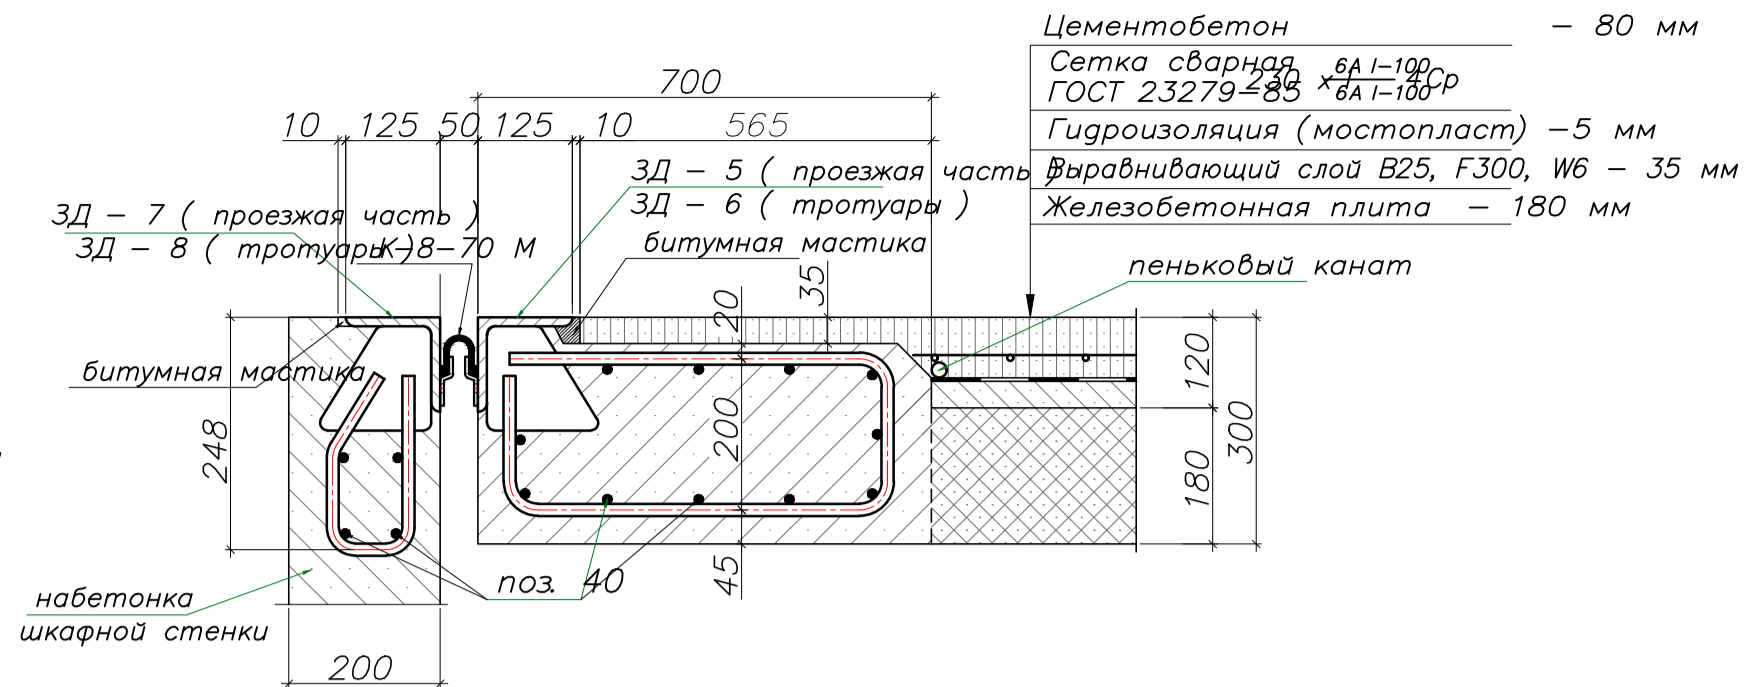 Цементобетон — 80 мм
Сетка сварная
ГОСТ 23279-85 230 х 6А I-100 4Ср
6А I-100
Гидроизоляция (мостопласт) -5 мм
Выравнивающий слой В25, F300, W6 - 35 мм
Железобетонная плита - 180 мм
700
10 125 50 125 10 565
ЗД - 5 ( проезжая часть )
ЗД - 6 ( тротуары )
битумная мастика
ЗД - 7 ( проезжая часть )
ЗД - 8 ( тротуары )
К-8-70 М
пеньковый канат
35
20
битумная мастика
120
300
248
200
180
45
поз. 40
набетонка
шкафной стенки
200